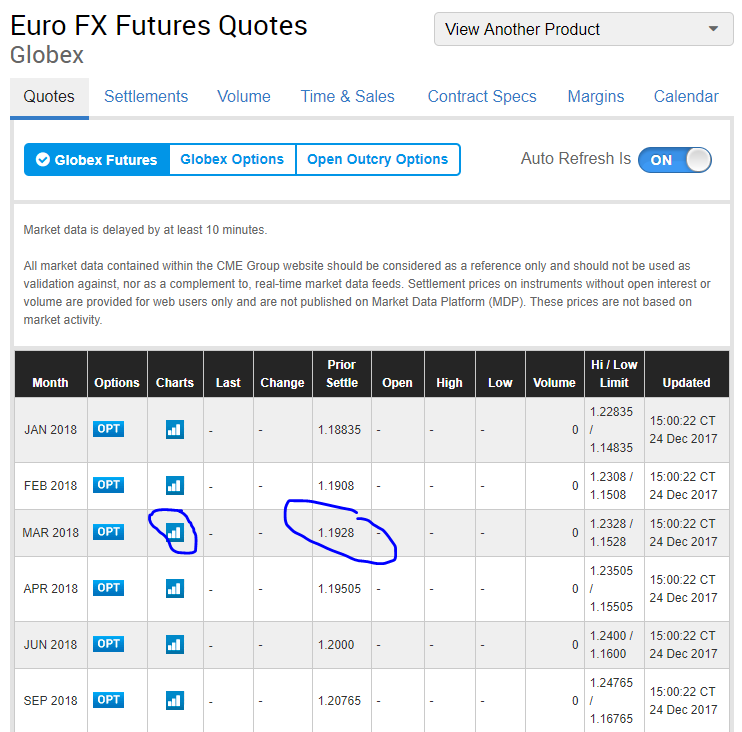 Euro FX Futures Quotes
Globex
View Another Product
Quotes Settlements Volume Time & Sales Contract Specs Margins Calendar
Globex Futures Globex Options Open Outcry Options Auto Refresh Is ON
Market data is delayed by at least 10 minutes.
All market data contained within the CME Group website should be considered as a reference only and should not be used as
validation against, nor as a complement to, real-time market data feeds. Settlement prices on instruments without open interest or
volume are provided for web users only and are not published on Market Data Platform (MDP). These prices are not based on
market activity.
Month Options Charts Last Change Prior Settle Open High Low Volume Hi / Low Limit Updated
JAN 2018 OPT - - 1.18835 - - - 0 1.22835 / 1.14835 15:00:22 CT 24 Dec 2017
FEB 2018 OPT - - 1.1908 - - - 0 1.2308 / 1.1508 15:00:22 CT 24 Dec 2017
MAR 2018 OPT - - 1.1928 - - - 0 1.2328 / 1.1528 15:00:22 CT 24 Dec 2017
APR 2018 OPT - - 1.19505 - - - 0 1.23505 / 1.15505 15:00:22 CT 24 Dec 2017
JUN 2018 OPT - - 1.2000 - - - 0 1.2400 / 1.1600 15:00:22 CT 24 Dec 2017
SEP 2018 OPT - - 1.20765 - - - 0 1.24765 / 1.16765 15:00:22 CT 24 Dec 2017